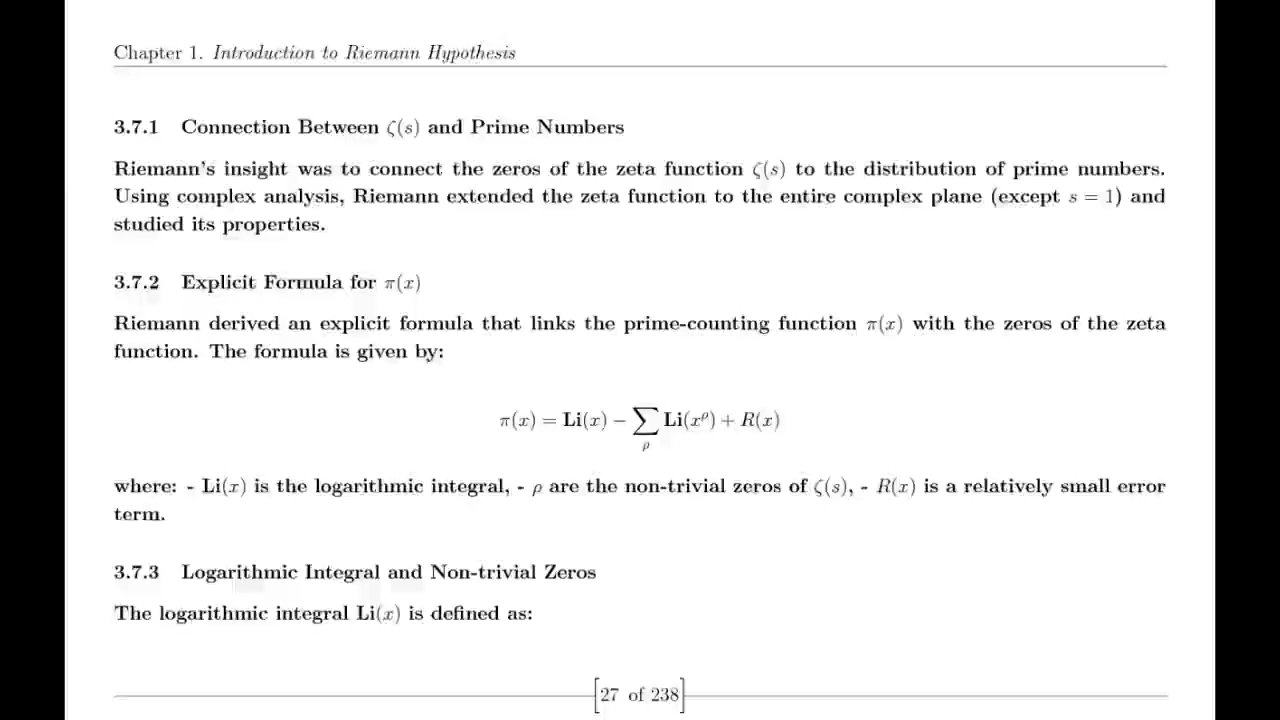 Chapter 1. Introduction to Riemann Hypothesis
3.7.1 Connection Between ζ(s) and Prime Numbers
Riemann's insight was to connect the zeros of the zeta function ζ(s) to the distribution of prime numbers.
Using complex analysis, Riemann extended the zeta function to the entire complex plane (except s = 1) and
studied its properties.
3.7.2 Explicit Formula for π(x)
Riemann derived an explicit formula that links the prime-counting function π(x) with the zeros of the zeta
function. The formula is given by:
π(x) = Li(x) − ∑ρ Li(x^ρ) + R(x)
where: - Li(x) is the logarithmic integral, - ρ are the non-trivial zeros of ζ(s), - R(x) is a relatively small error
term.
3.7.3 Logarithmic Integral and Non-trivial Zeros
The logarithmic integral Li(x) is defined as:
[27 of 238]